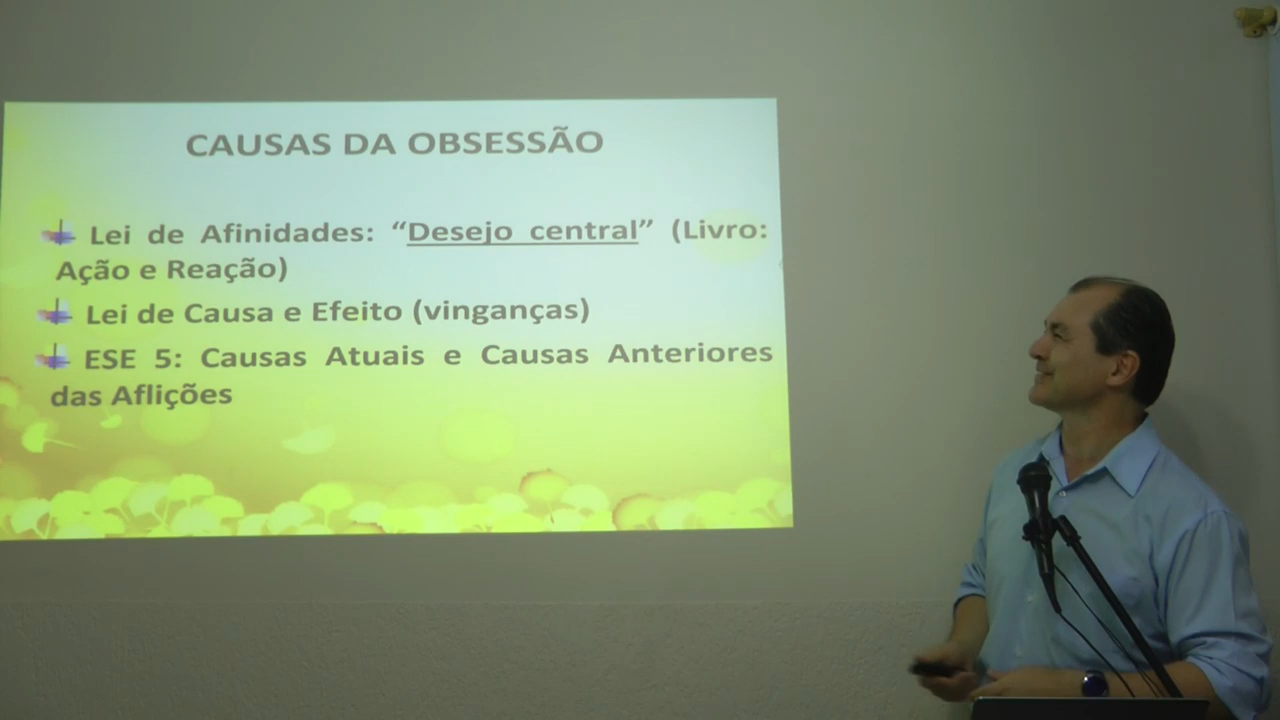 CAUSAS DA OBSESSÃO
Lei de Afinidades: “Desejo central” (Livro:
Ação e Reação)
Lei de Causa e Efeito (vinganças)
ESE 5: Causas Atuais e Causas Anteriores
das Aflições